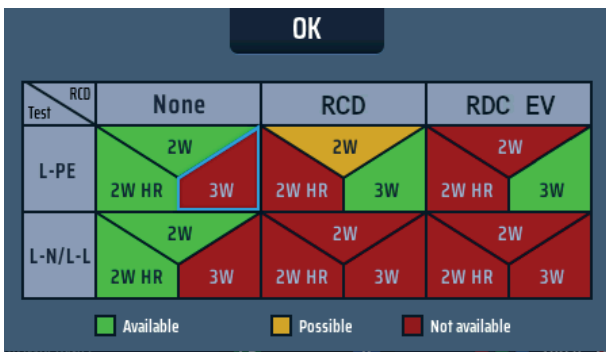 OK
RCD
Test
None
RCD
RDC EV
L-PE
2W
2W HR
3W
2W
2W HR
3W
2W
2W HR
3W
L-N/L-L
2W
2W HR
3W
2W
2W HR
3W
2W
2W HR
3W
Available
Possible
Not available